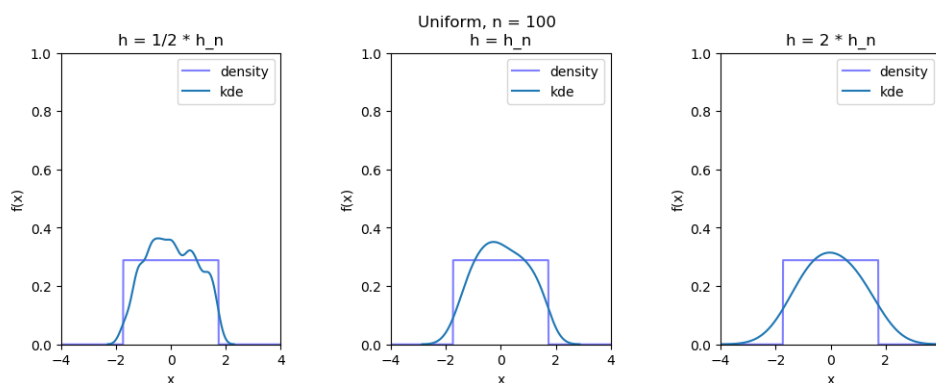 Uniform, n = 100
h = 1/2 * h_n
h = h_n
h = 2 * h_n
1.0
0.8
0.6
0.4
0.2
0.0
f(x)
−4
−2
0
2
4
x
density
kde
1.0
0.8
0.6
0.4
0.2
0.0
f(x)
−4
−2
0
2
4
x
density
kde
1.0
0.8
0.6
0.4
0.2
0.0
f(x)
−4
−2
0
2
x
density
kde